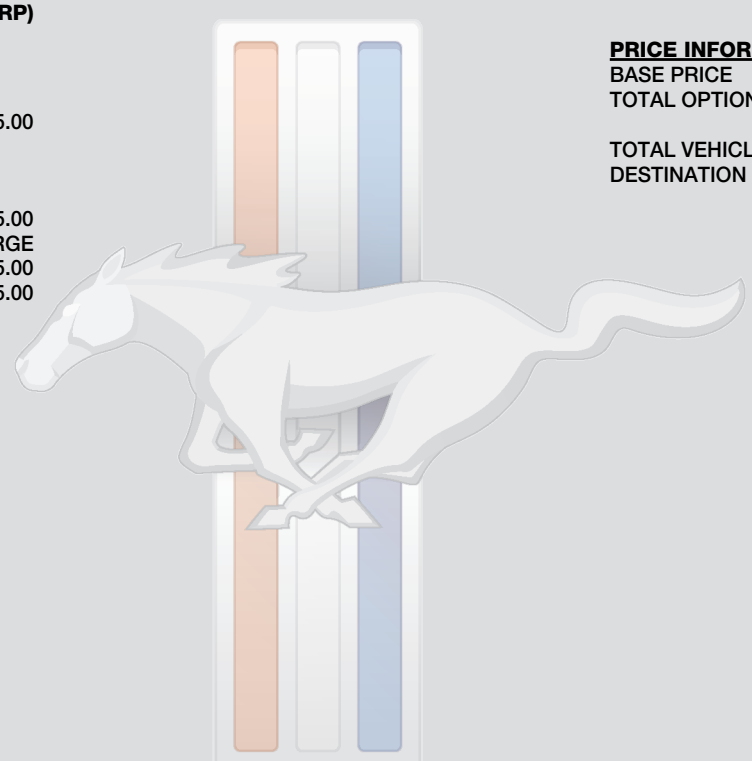 RP)
5.00
5.00
RGE
5.00
5.00
PRICE INFOR
BASE PRICE
TOTAL OPTION
TOTAL VEHICL
DESTINATION